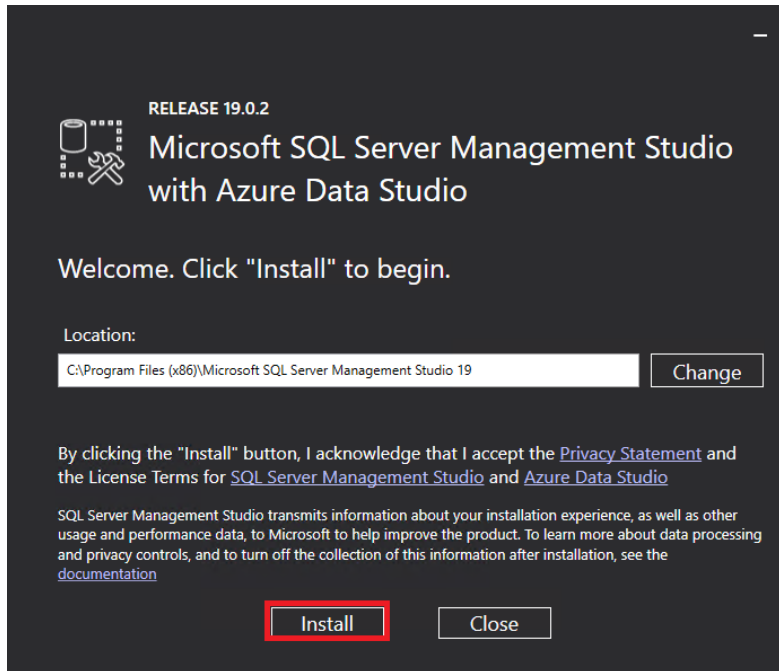 RELEASE 19.0.2
Microsoft SQL Server Management Studio
with Azure Data Studio
Welcome. Click "Install" to begin.
Location:
C:\Program Files (x86)\Microsoft SQL Server Management Studio 19
Change
By clicking the "Install" button, I acknowledge that I accept the Privacy Statement and
the License Terms for SQL Server Management Studio and Azure Data Studio
SQL Server Management Studio transmits information about your installation experience, as well as other
usage and performance data, to Microsoft to help improve the product. To learn more about data processing
and privacy controls, and to turn off the collection of this information after installation, see the
documentation
Install
Close